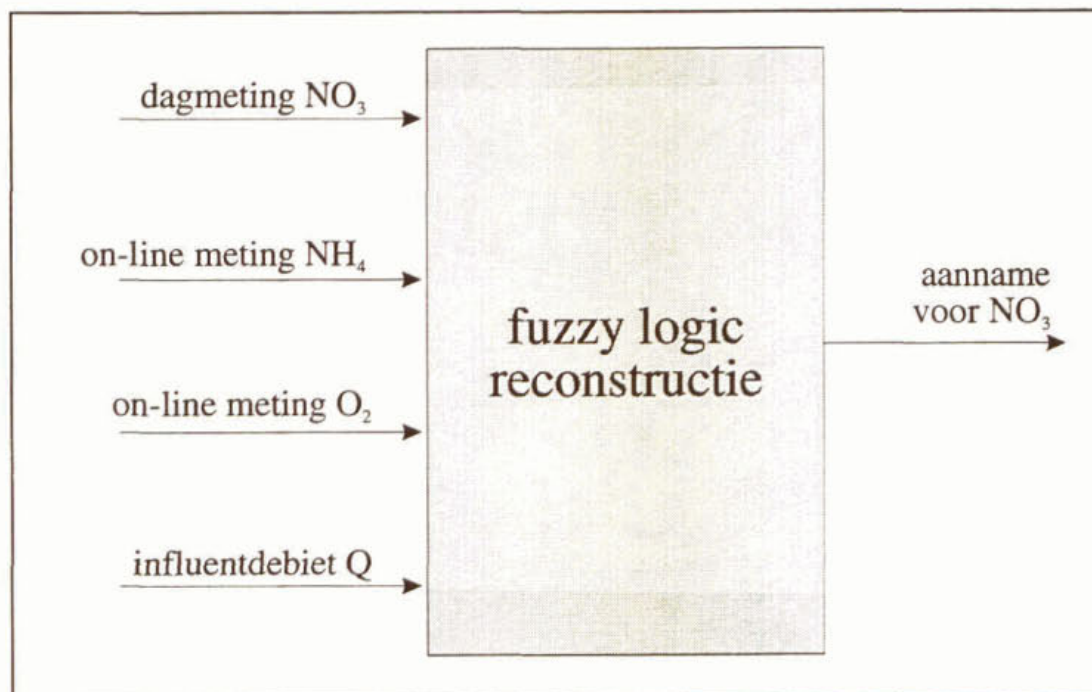 dagmeting NO₃
on-line meting NH₄
on-line meting O₂
influentdebiet Q
fuzzy logic
reconstructie
aanname
voor NO₃